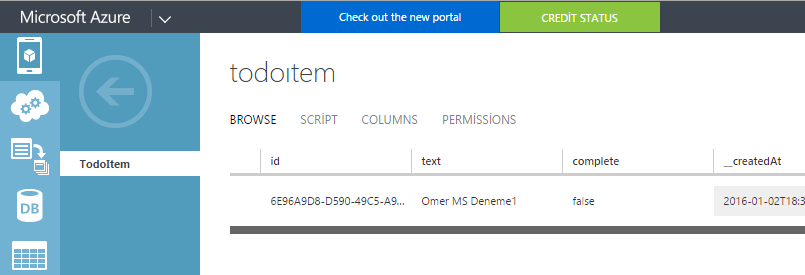 Microsoft Azure
Check out the new portal
CREDİT STATUS
todoıtem
BROWSE SCRİPT COLUMNS PERMİSSİONS
TodoItem
id text complete __createdAt
6E96A9D8-D590-49C5-A9... Omer MS Deneme1 false 2016-01-02T18:3
DB